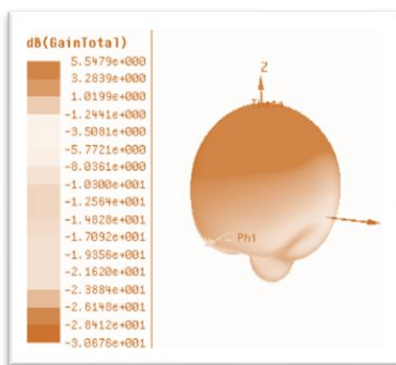 dB(GainTotal)
5.5479e+000
3.2839e+000
1.0199e+000
-1.2441e+000
-3.5081e+000
-5.7721e+000
-8.0361e+000
-1.0300e+001
-1.2564e+001
-1.4828e+001
-1.7092e+001
-1.9356e+001
-2.1620e+001
-2.3884e+001
-2.6148e+001
-2.8412e+001
-3.0676e+001
Z
Theta
Phi